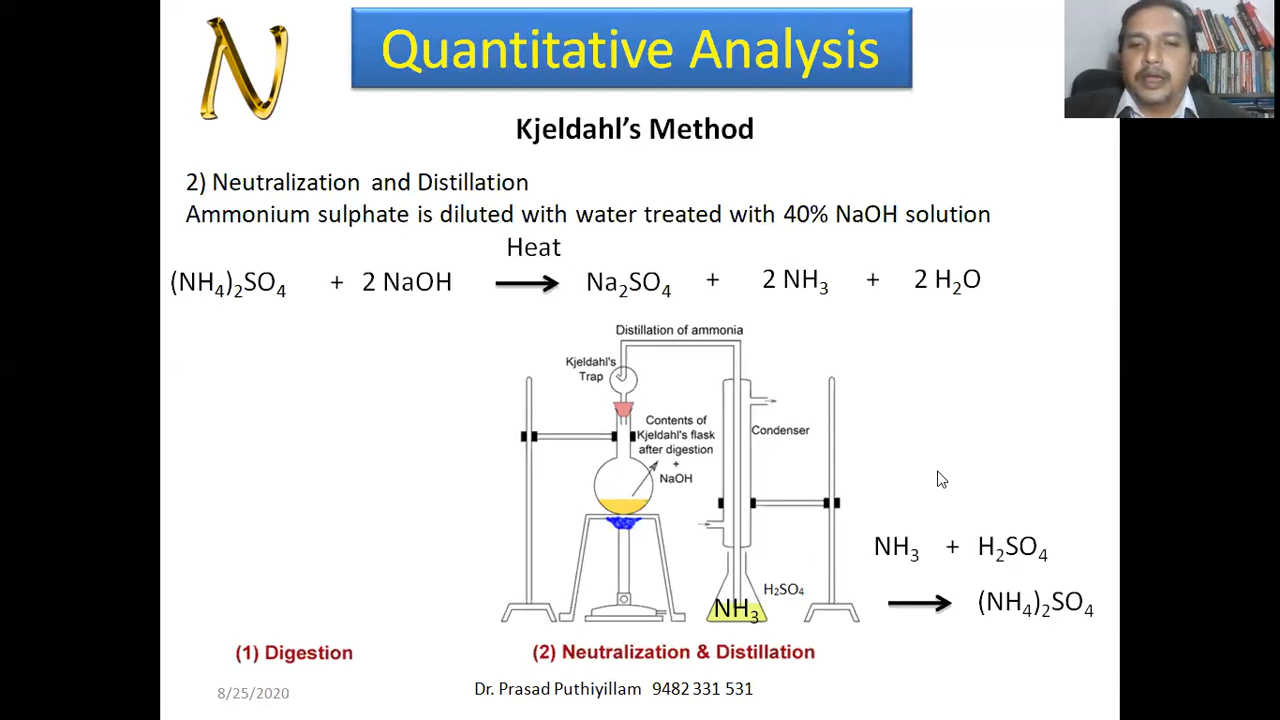 N
Quantitative Analysis
Kjeldahl's Method
2) Neutralization and Distillation
Ammonium sulphate is diluted with water treated with 40% NaOH solution
Heat
(NH₄)₂SO₄ + 2 NaOH ⟶ Na₂SO₄ + 2 NH₃ + 2 H₂O
Distillation of ammonia
Kjeldahl's
Trap
Contents of
Kjeldahl's flask
after digestion
+
NaOH
Condenser
NH₃ + H₂SO₄
H₂SO₄
NH₃
⟶ (NH₄)₂SO₄
(1) Digestion
(2) Neutralization & Distillation
8/25/2020
Dr. Prasad Puthiyillam 9482 331 531